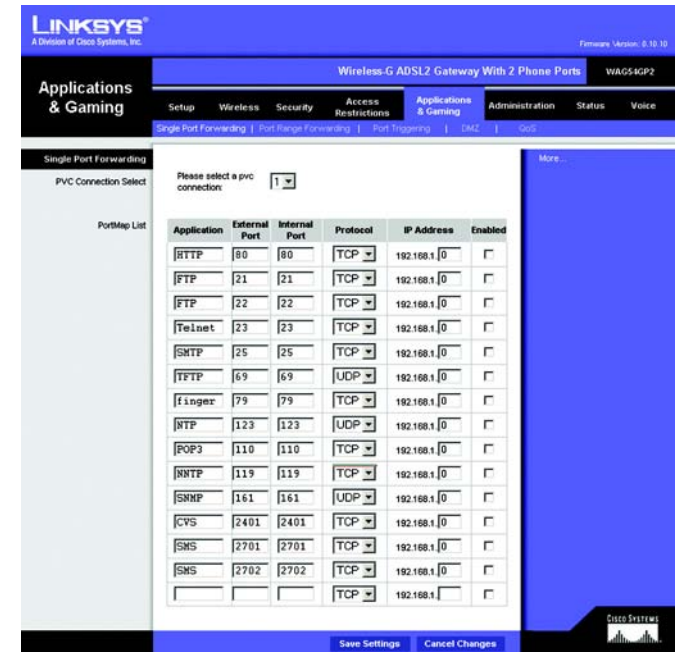 LINKSYS®
A Division of Cisco Systems, Inc.
Firmware Version: 0.10.10
Wireless-G ADSL2 Gateway With 2 Phone Ports WAG54GP2
Applications & Gaming
Setup Wireless Security Access Restrictions Applications & Gaming Administration Status Voice
Single Port Forwarding | Port Range Forwarding | Port Triggering | DMZ | QoS
Single Port Forwarding
More...
PVC Connection Select
Please select a pvc connection: 1
PortMap List
Application External Port Internal Port Protocol IP Address Enabled
HTTP 80 80 TCP 192.168.1. 0
FTP 21 21 TCP 192.168.1. 0
FTP 22 22 TCP 192.168.1. 0
Telnet 23 23 TCP 192.168.1. 0
SMTP 25 25 TCP 192.168.1. 0
TFTP 69 69 UDP 192.168.1. 0
finger 79 79 TCP 192.168.1. 0
NTP 123 123 UDP 192.168.1. 0
POP3 110 110 TCP 192.168.1. 0
NNTP 119 119 TCP 192.168.1. 0
SNMP 161 161 UDP 192.168.1. 0
CVS 2401 2401 TCP 192.168.1. 0
SMS 2701 2701 TCP 192.168.1. 0
SMS 2702 2702 TCP 192.168.1. 0
TCP 192.168.1.
CISCO SYSTEMS
Save Settings Cancel Changes